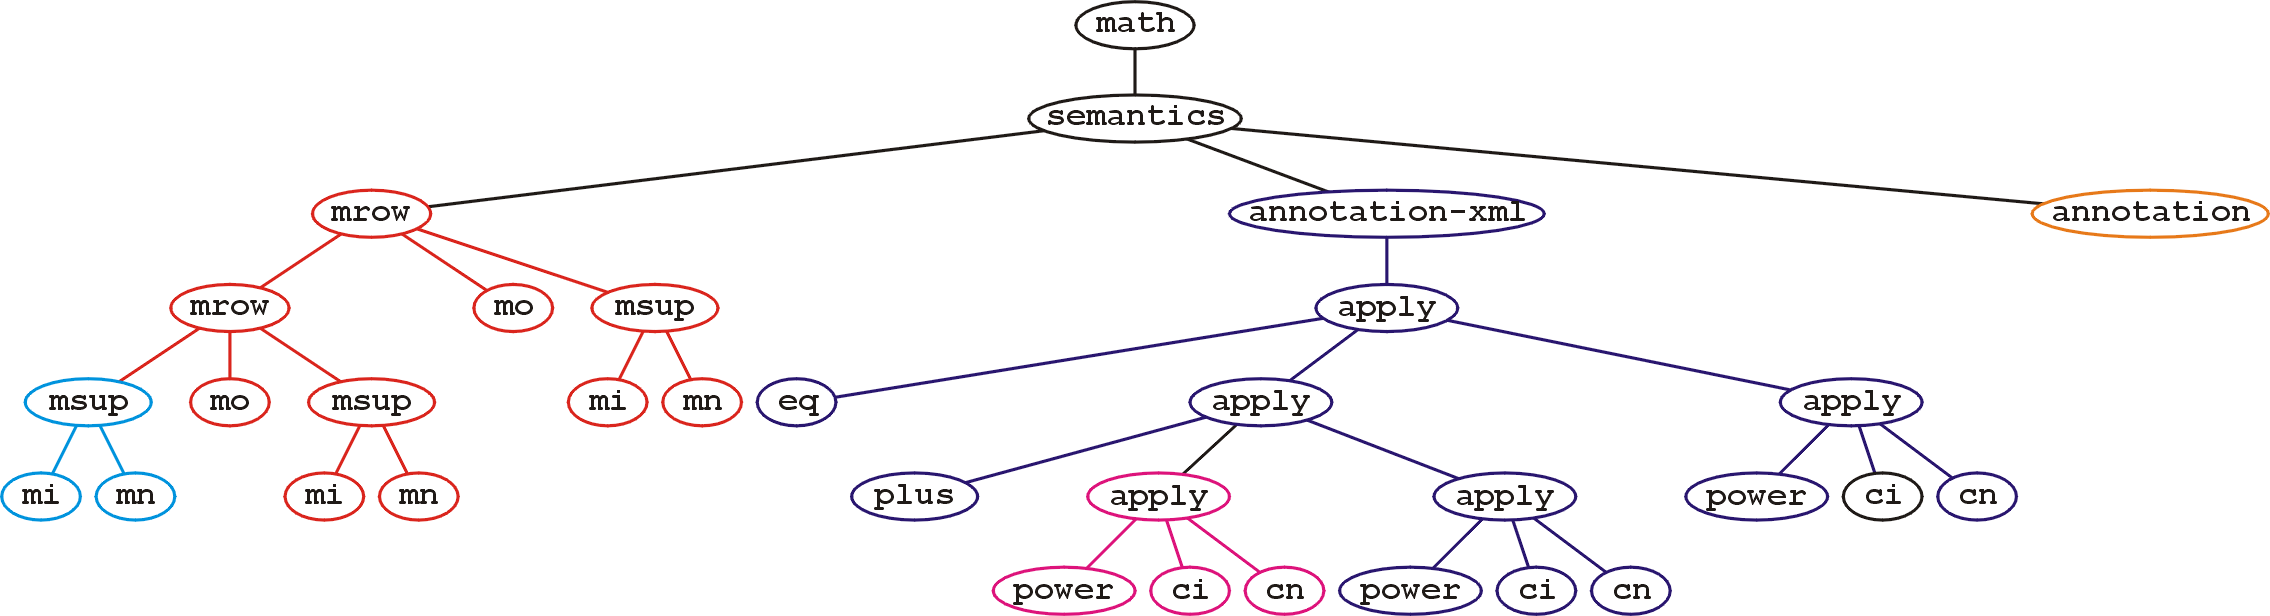 math
semantics
mrow annotation-xml annotation
mrow mo msup apply
msup mo msup mi mn eq apply apply
mi mn mi mn plus apply apply power ci cn
power ci cn power ci cn